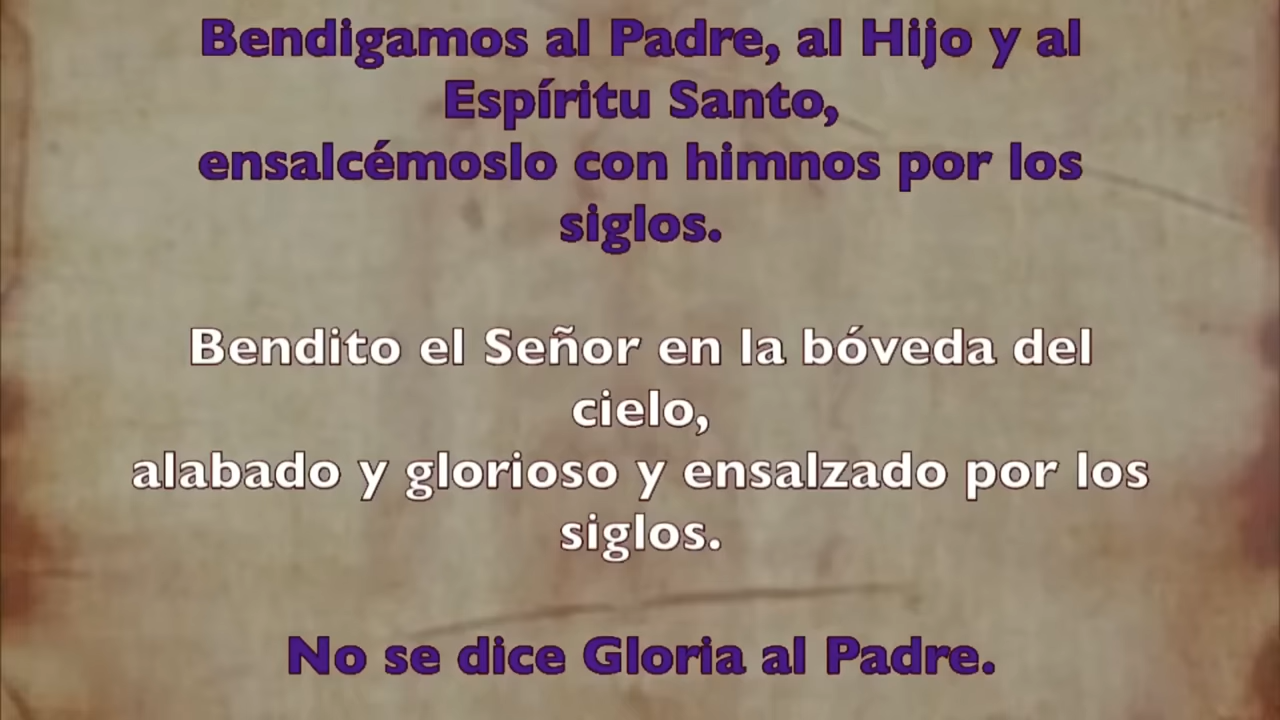 Bendigamos al Padre, al Hijo y al
Espíritu Santo,
ensalcémoslo con himnos por los
siglos.
Bendito el Señor en la bóveda del
cielo,
alabado y glorioso y ensalzado por los
siglos.
No se dice Gloria al Padre.